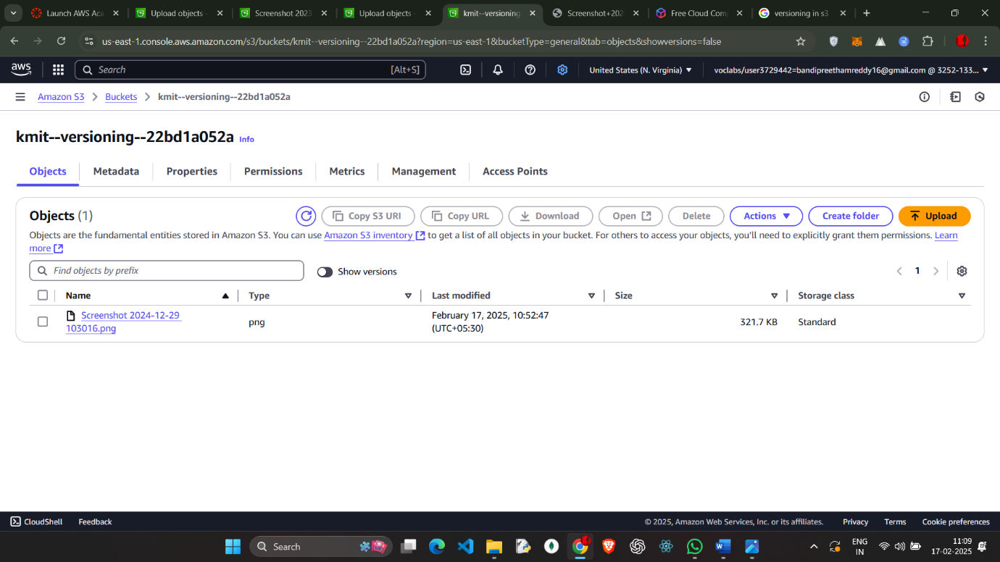 Launch AWS Aca
Upload objects -
Screenshot 2023
Upload objects -
kmit--versioning
Screenshot+202
Free Cloud Comp
versioning in s3
us-east-1.console.aws.amazon.com/s3/buckets/kmit--versioning--22bd1a052a?region=us-east-1&bucketType=general&tab=objects&showversions=false
aws
Search [Alt+S]
United States (N. Virginia)
voclabs/user3729442=bandipreethamreddy16@gmail.com @ 3252-133...
Amazon S3 > Buckets > kmit--versioning--22bd1a052a
kmit--versioning--22bd1a052a Info
Objects Metadata Properties Permissions Metrics Management Access Points
Objects (1)
Copy S3 URI Copy URL Download Open Delete Actions Create folder Upload
Objects are the fundamental entities stored in Amazon S3. You can use Amazon S3 inventory to get a list of all objects in your bucket. For others to access your objects, you'll need to explicitly grant them permissions. Learn
more
Find objects by prefix
Show versions
1
Name Type Last modified Size Storage class
Screenshot 2024-12-29
103016.png
png
February 17, 2025, 10:52:47
(UTC+05:30)
321.7 KB
Standard
CloudShell Feedback © 2025, Amazon Web Services, Inc. or its affiliates. Privacy Terms Cookie preferences
Search
ENG
IN
11:09
17-02-2025